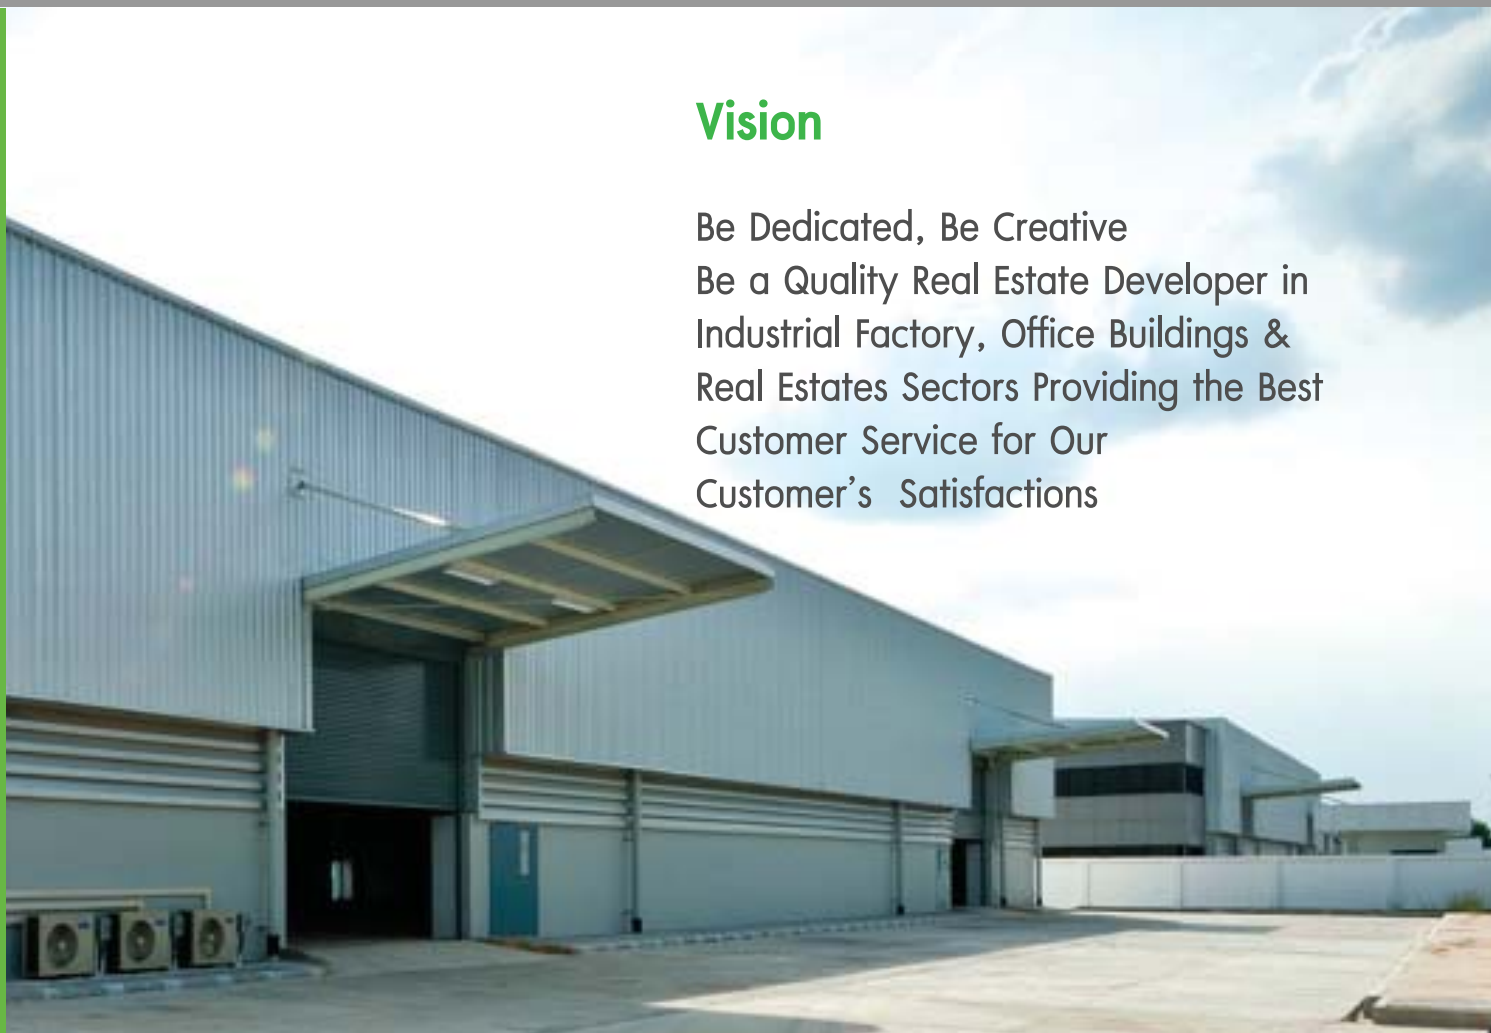 Vision
Be Dedicated, Be Creative
Be a Quality Real Estate Developer in
Industrial Factory, Office Buildings &
Real Estates Sectors Providing the Best
Customer Service for Our
Customer’s Satisfactions